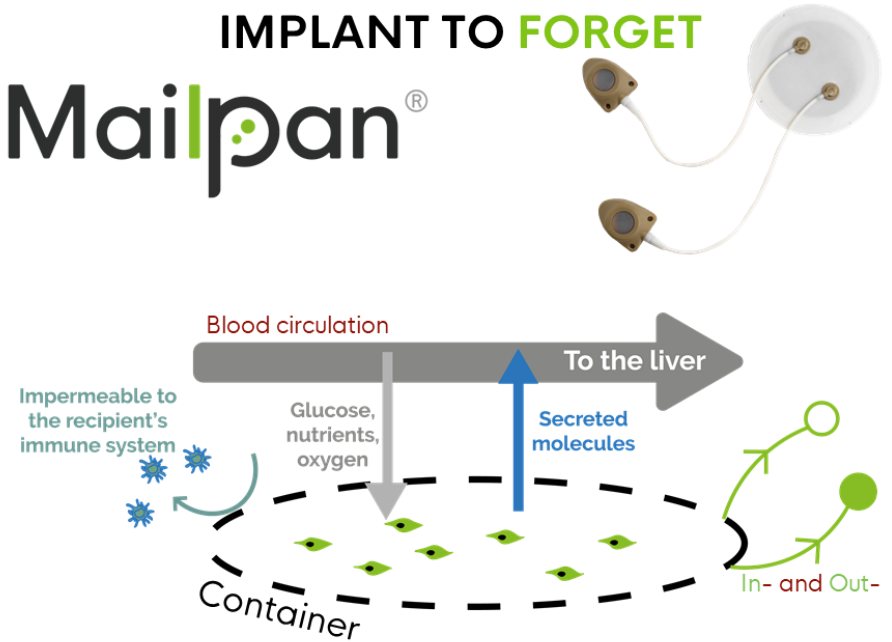 IMPLANT TO FORGET
Mailpan®
Blood circulation
To the liver
Impermeable to
the recipient's
immune system
Glucose,
nutrients,
oxygen
Secreted
molecules
In- and Out-
Container